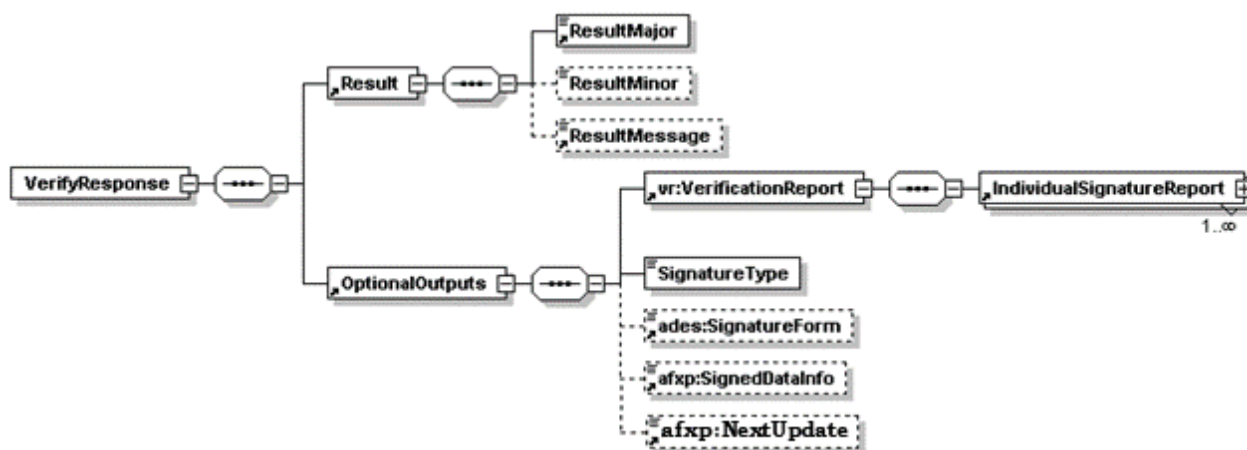 ResultMajor
Result
ResultMinor
ResultMessage
VerifyResponse
vr:VerificationReport
IndividualSignatureReport
1..∞
OptionalOutputs
SignatureType
ades:SignatureForm
afxp:SignedDataInfo
afxp:NextUpdate